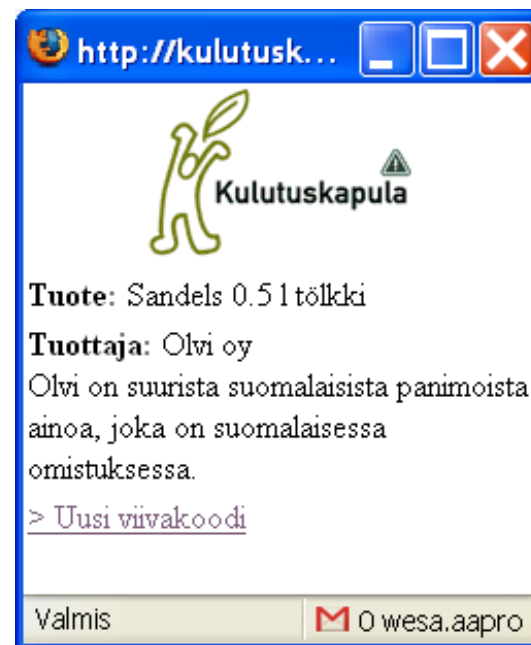 http://kulutusk...
Kulutuskapula
Tuote: Sandels 0.5 l tölkki
Tuottaja: Olvi oy
Olvi on suurista suomalaisista panimoista
ainoa, joka on suomalaisessa
omistuksessa.
> Uusi viivakoodi
Valmis
0 wesa.aapro